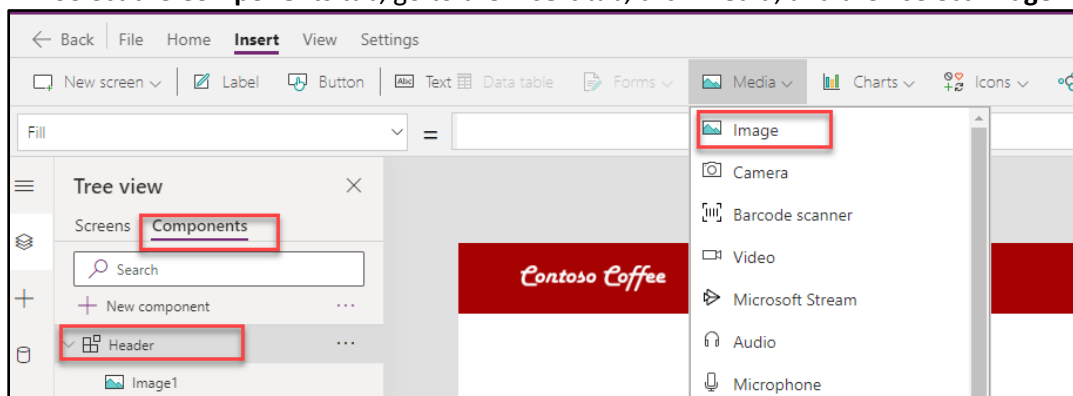 Back File Home Insert View Settings
New screen Label Button Abc Text Data table Forms Media Charts Icons
Fill =
Image
Tree view
Camera
Screens Components
Barcode scanner
Search
Video
Contoso Coffee
New component ...
Microsoft Stream
Header ...
Audio
Image1
Microphone